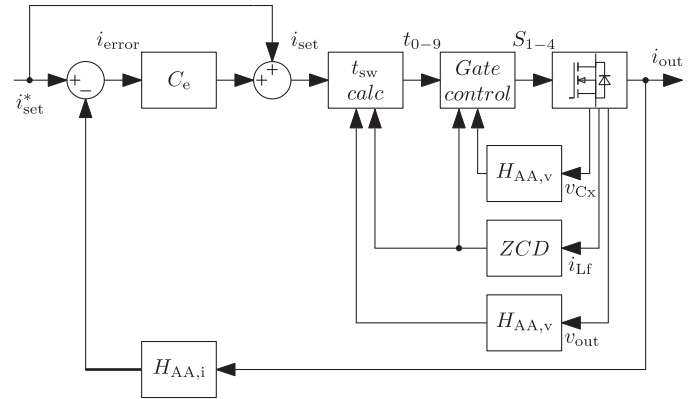 i_error
i_set
t_0−9
S_1−4
i_out
+
−
C_e
+
+
t_sw
calc
Gate
control
i*_set
H_AA,v
v_Cx
ZCD
i_Lf
H_AA,v
v_out
H_AA,i